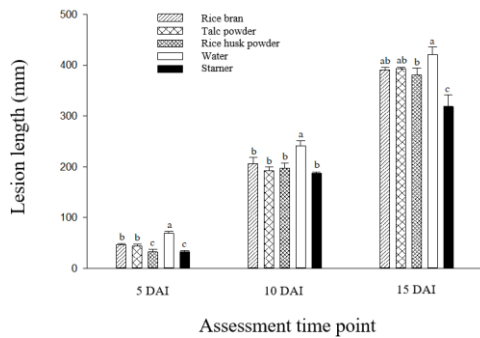 500
400
300
200
100
0
Lesion length (mm)
Rice bran
Talc powder
Rice husk powder
Water
Starner
b b c a c
b b b a b
ab ab b a c
5 DAI 10 DAI 15 DAI
Assessment time point